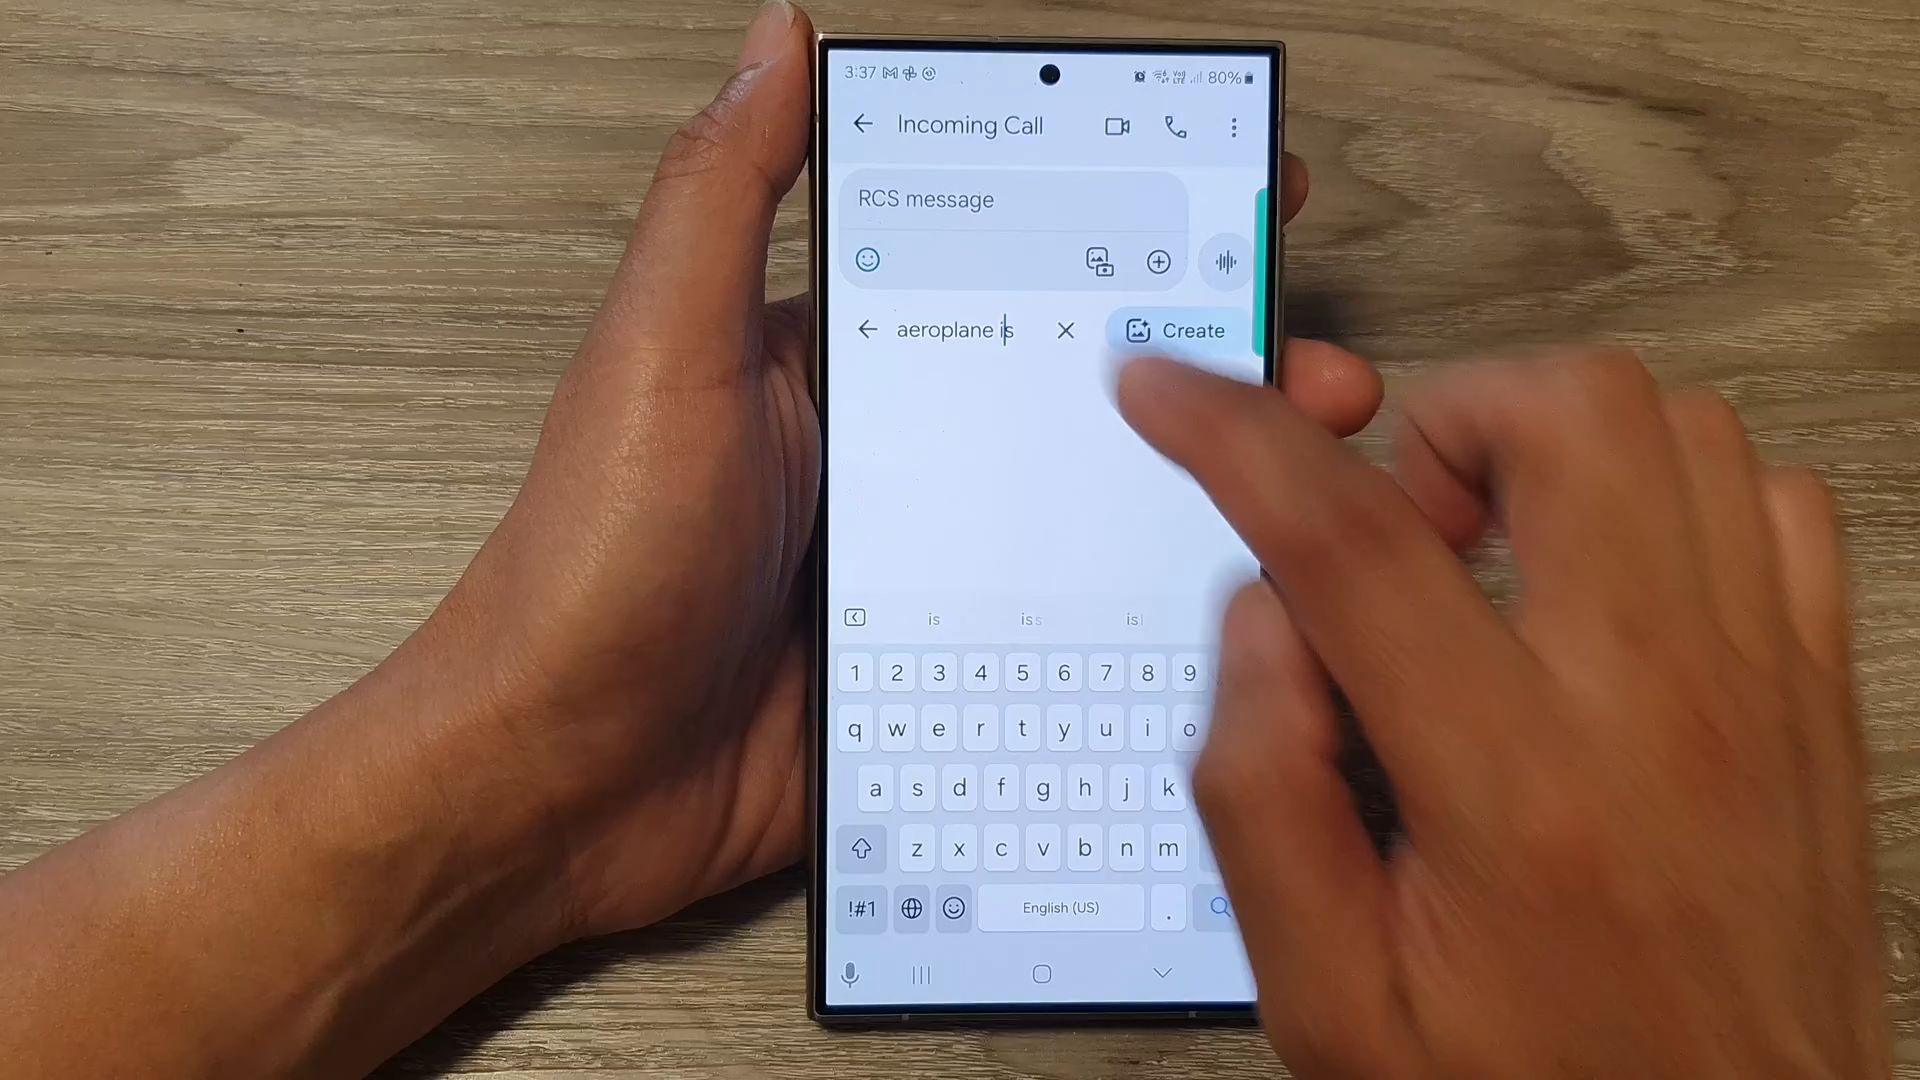 3:37 80%
Incoming Call
RCS message
aeroplane is
Create
is iss is
1 2 3 4 5 6 7 8 9
q w e r t y u i o
a s d f g h j k
z x c v b n m
!#1 English (US) .